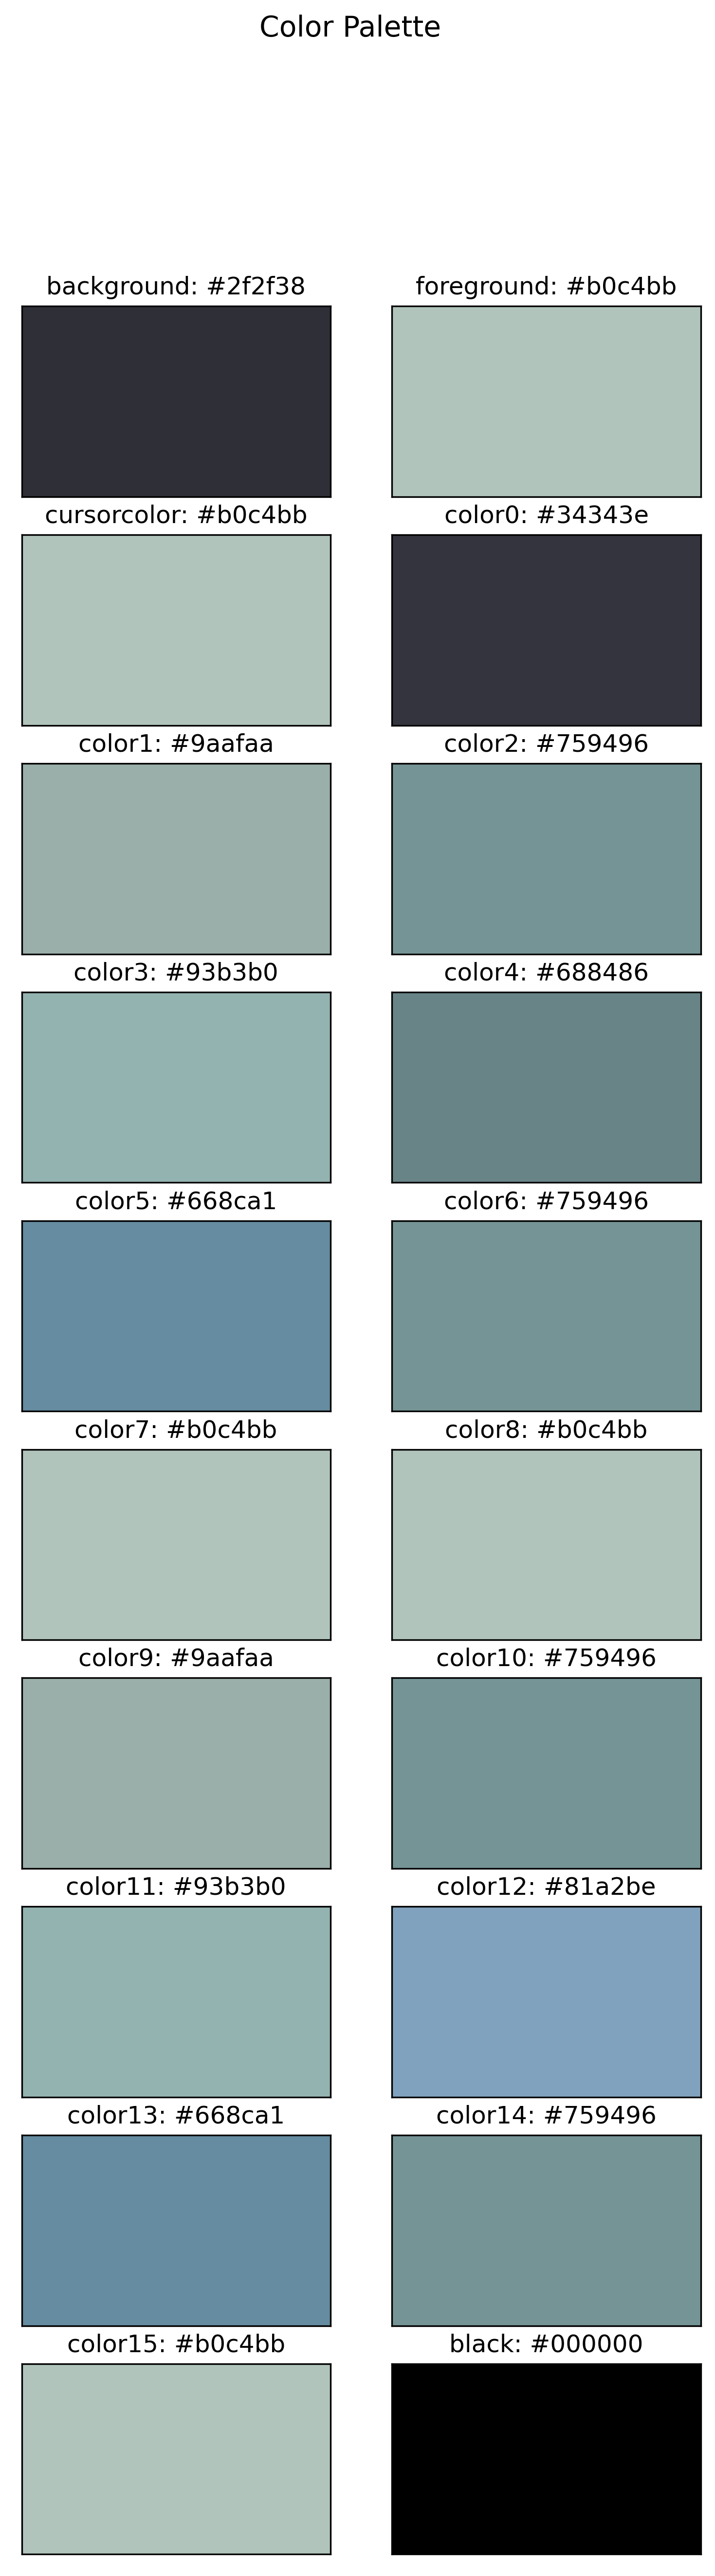 Color Palette
background: #2f2f38
foreground: #b0c4bb
cursorcolor: #b0c4bb
color0: #34343e
color1: #9aafaa
color2: #759496
color3: #93b3b0
color4: #688486
color5: #668ca1
color6: #759496
color7: #b0c4bb
color8: #b0c4bb
color9: #9aafaa
color10: #759496
color11: #93b3b0
color12: #81a2be
color13: #668ca1
color14: #759496
color15: #b0c4bb
black: #000000